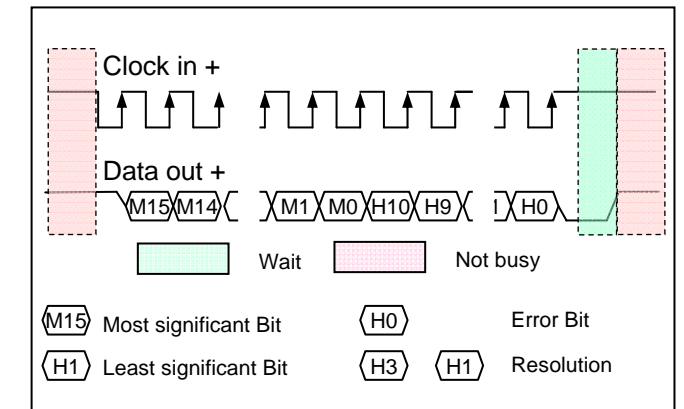 Clock in +
Data out +
M15 M14 M1 M0 H10 H9 H0
Wait Not busy
M15 Most significant Bit H0 Error Bit
H1 Least significant Bit H3 H1 Resolution